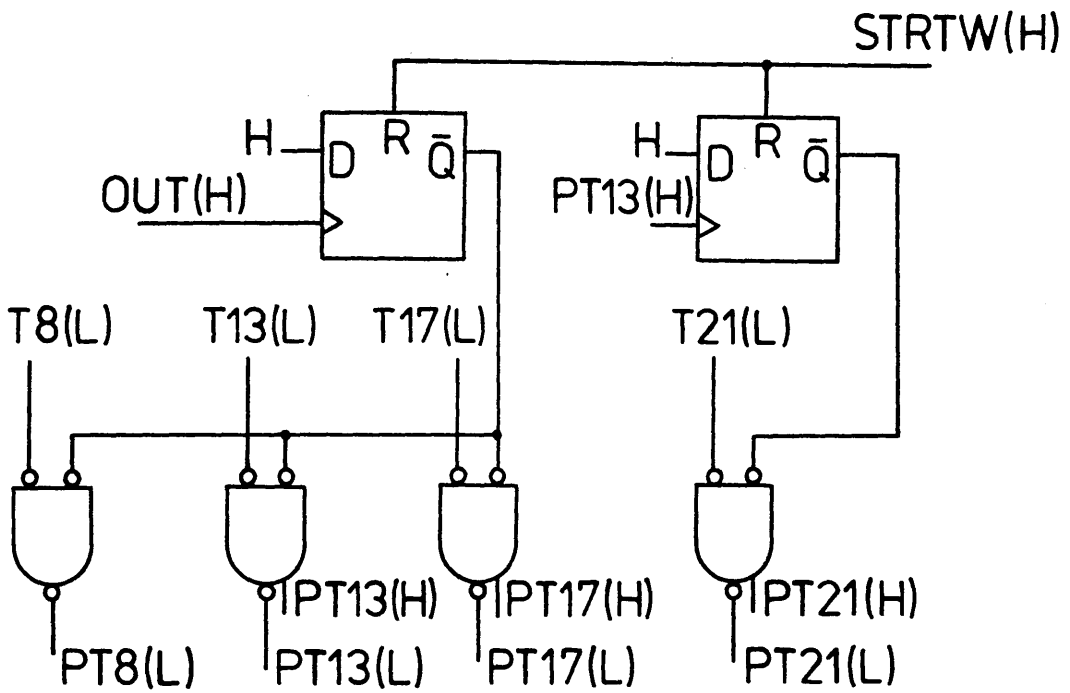 STRTW(H)
H D R Q̅
H D R Q̅
OUT(H)
PT13(H)
T8(L) T13(L) T17(L) T21(L)
PT13(H) PT17(H) PT21(H)
PT8(L) PT13(L) PT17(L) PT21(L)